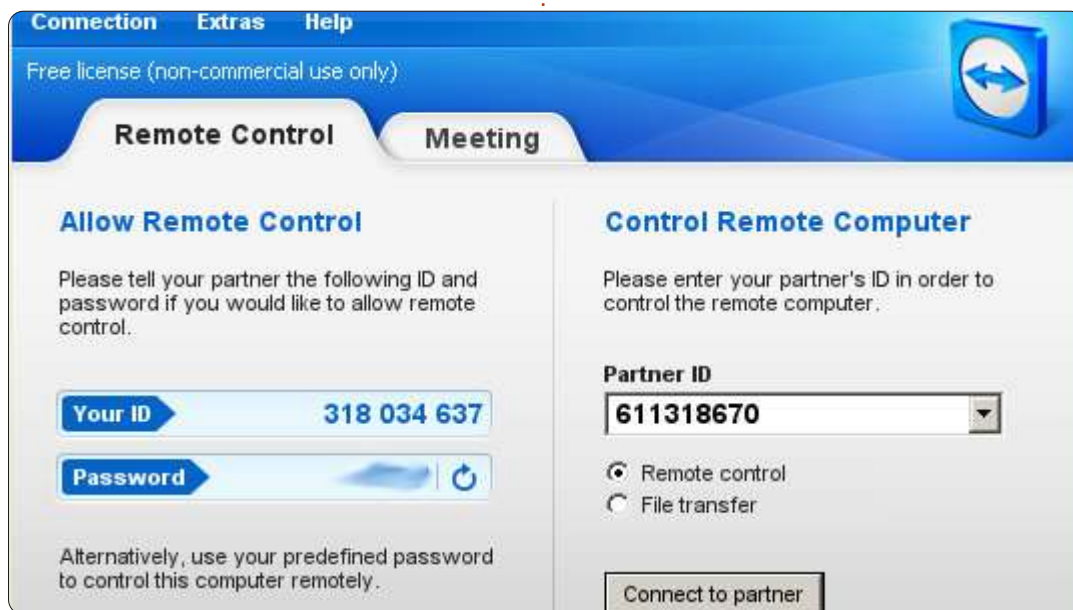 Connection Extras Help
Free license (non-commercial use only)
Remote Control Meeting
Allow Remote Control
Please tell your partner the following ID and
password if you would like to allow remote
control.
Your ID 318 034 637
Password
Alternatively, use your predefined password
to control this computer remotely.
Control Remote Computer
Please enter your partner's ID in order to
control the remote computer.
Partner ID
611318670
Remote control
File transfer
Connect to partner